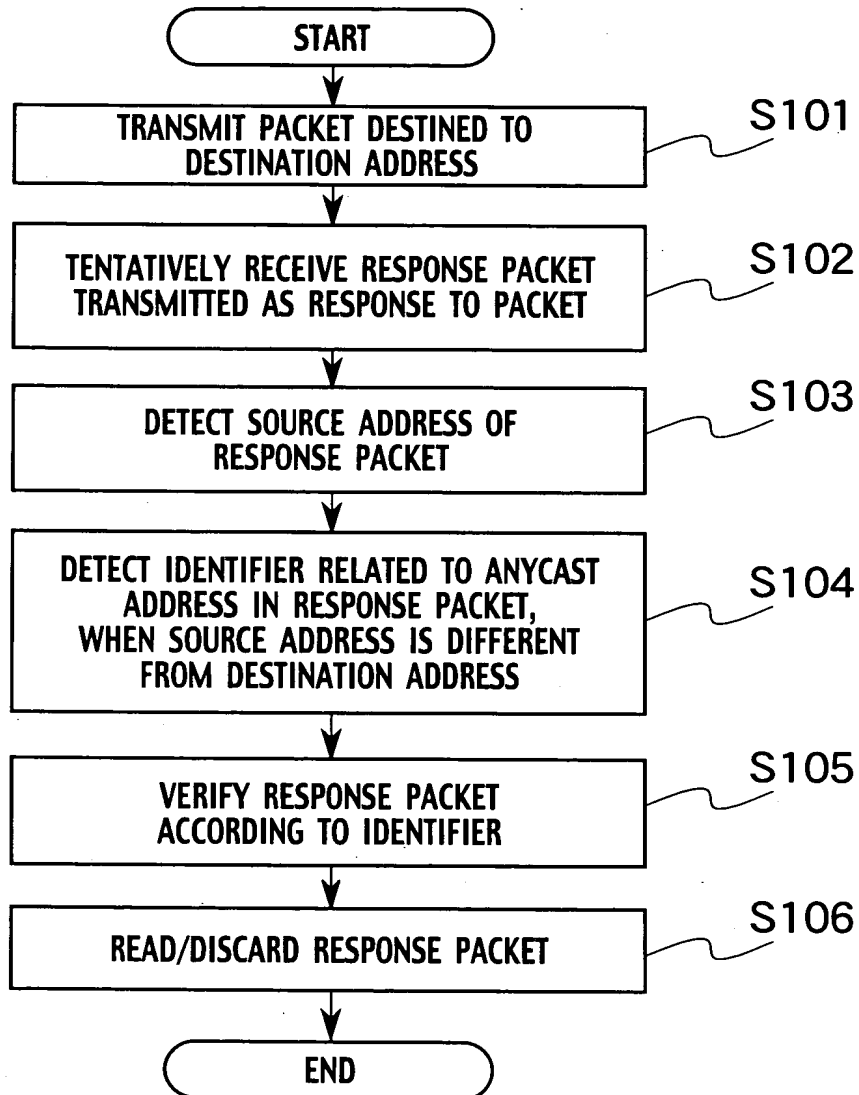 START
TRANSMIT PACKET DESTINED TO
DESTINATION ADDRESS
S101
TENTATIVELY RECEIVE RESPONSE PACKET
TRANSMITTED AS RESPONSE TO PACKET
S102
DETECT SOURCE ADDRESS OF
RESPONSE PACKET
S103
DETECT IDENTIFIER RELATED TO ANYCAST
ADDRESS IN RESPONSE PACKET,
WHEN SOURCE ADDRESS IS DIFFERENT
FROM DESTINATION ADDRESS
S104
VERIFY RESPONSE PACKET
ACCORDING TO IDENTIFIER
S105
READ/DISCARD RESPONSE PACKET
S106
END